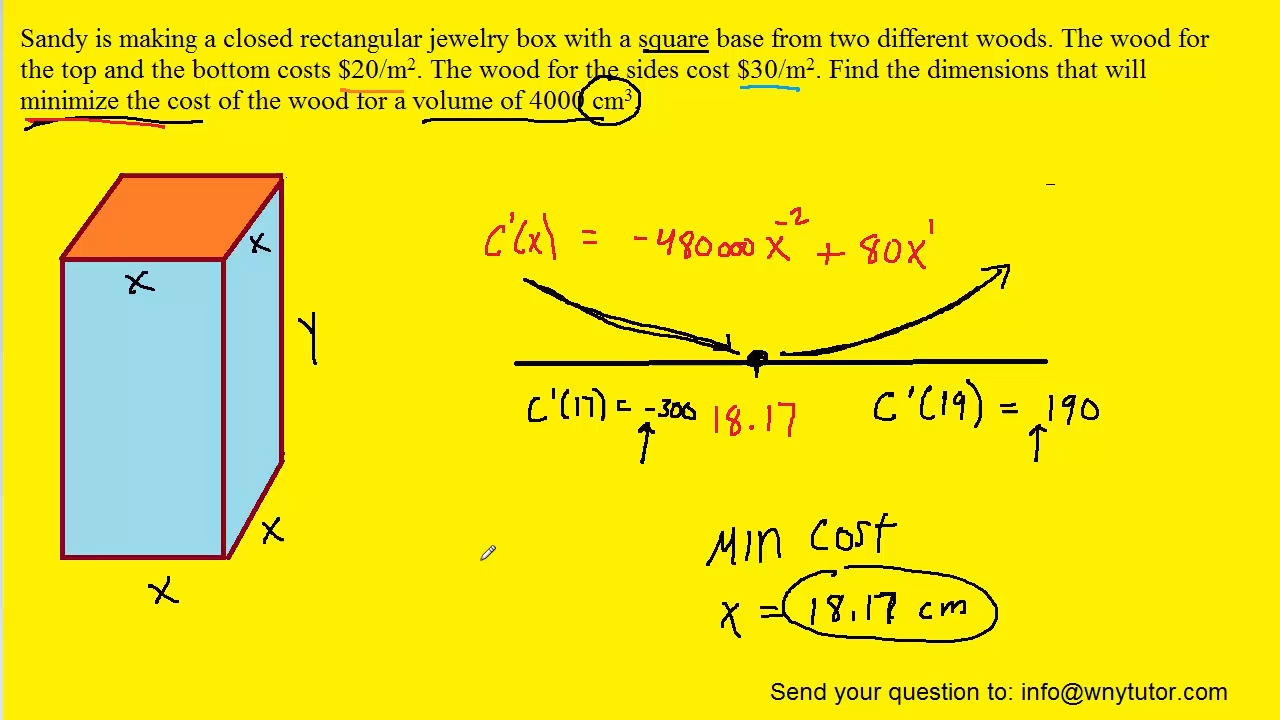 Sandy is making a closed rectangular jewelry box with a square base from two different woods. The wood for
the top and the bottom costs $20/m². The wood for the sides cost $30/m². Find the dimensions that will
minimize the cost of the wood for a volume of 4000 cm³.
C'(x) = -480000x⁻² + 80x¹
x
x
y
C'(17) = -300
18.17
C'(19) = 190
x
x
MIN COST
x = 18.17 cm
Send your question to: info@wnytutor.com